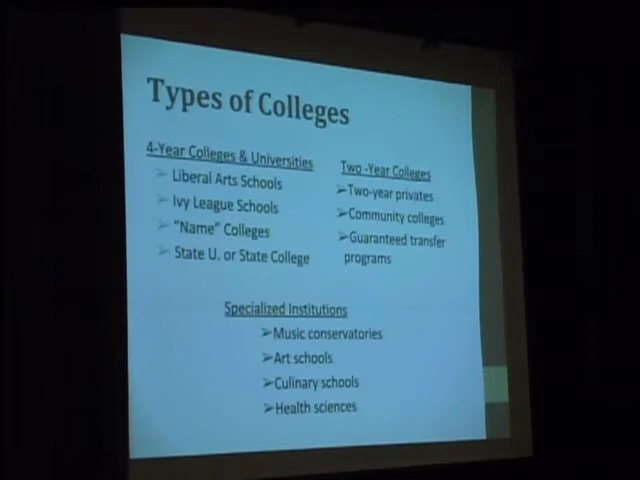 Types of Colleges
4-Year Colleges & Universities
➢ Liberal Arts Schools
➢ Ivy League Schools
➢ "Name" Colleges
➢ State U. or State College
Two -Year Colleges
➢Two-year privates
➢Community colleges
➢Guaranteed transfer
programs
Specialized Institutions
➢Music conservatories
➢Art schools
➢Culinary schools
➢Health sciences